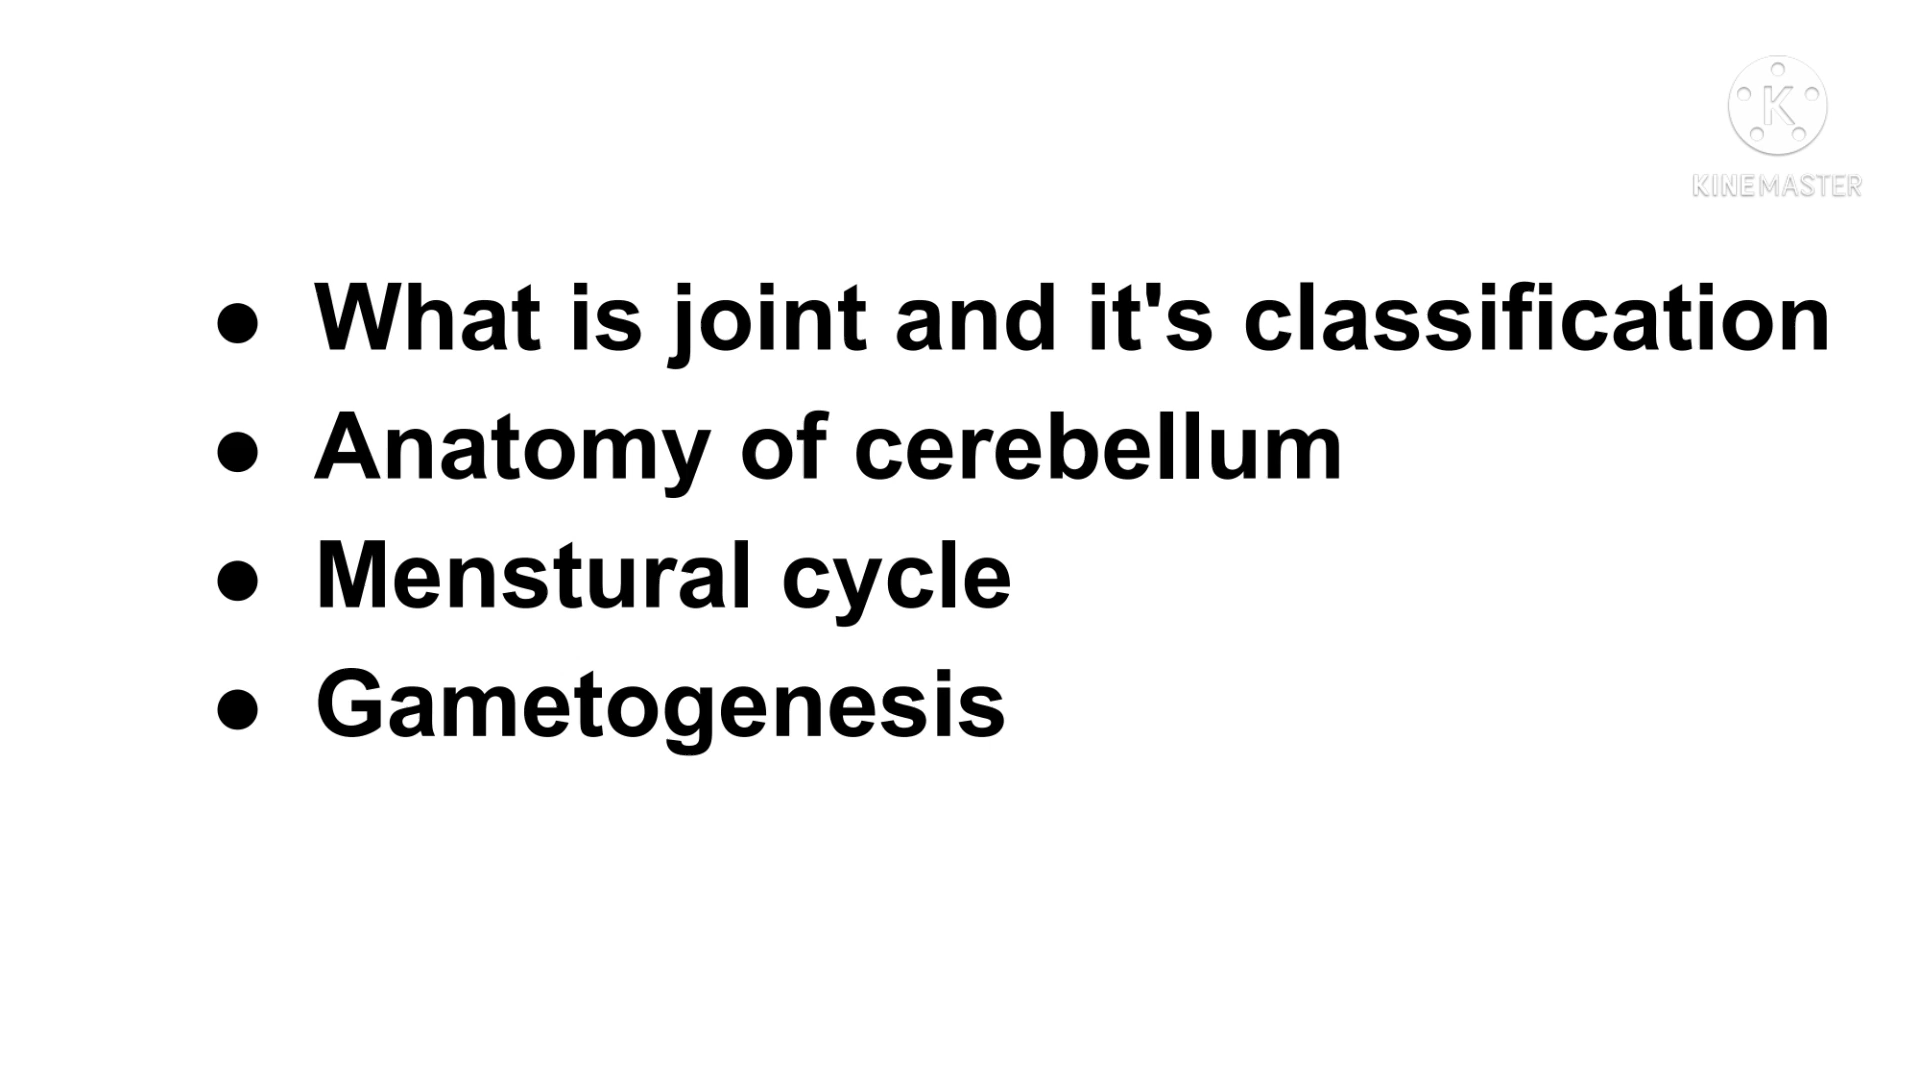 KINEMASTER
● What is joint and it's classification
● Anatomy of cerebellum
● Menstural cycle
● Gametogenesis